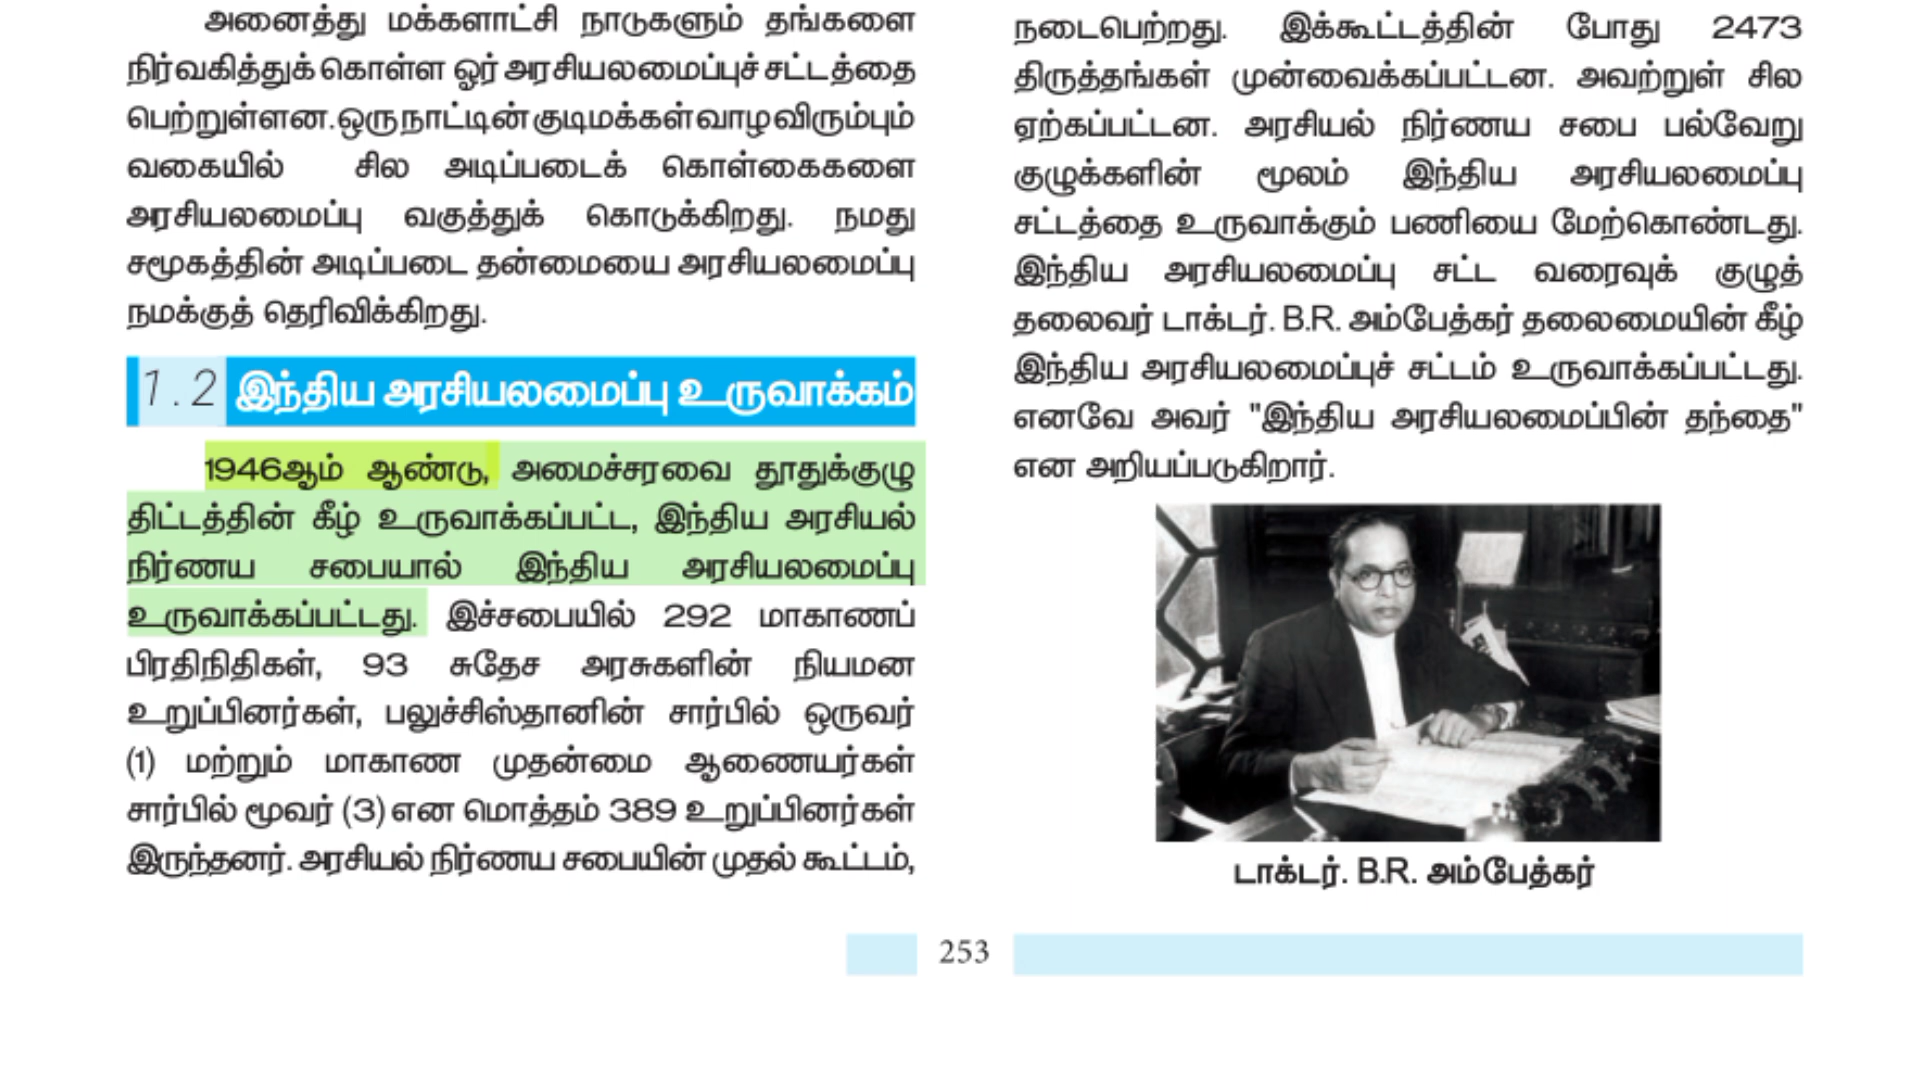 அனைத்து மக்களாட்சி நாடுகளும் தங்களை
நிர்வகித்துக் கொள்ள ஓர் அரசியலமைப்புச் சட்டத்தை
பெற்றுள்ளன. ஒரு நாட்டின் குடிமக்கள் வாழ விரும்பும்
வகையில் சில அடிப்படைக் கொள்கைகளை
அரசியலமைப்பு வகுத்துக் கொடுக்கிறது. நமது
சமூகத்தின் அடிப்படை தன்மையை அரசியலமைப்பு
நமக்குத் தெரிவிக்கிறது.
1.2 இந்திய அரசியலமைப்பு உருவாக்கம்
1946ஆம் ஆண்டு, அமைச்சரவை தூதுக்குழு
திட்டத்தின் கீழ் உருவாக்கப்பட்ட, இந்திய அரசியல்
நிர்ணய சபையால் இந்திய அரசியலமைப்பு
உருவாக்கப்பட்டது. இச்சபையில் 292 மாகாணப்
பிரதிநிதிகள், 93 சுதேச அரசுகளின் நியமன
உறுப்பினர்கள், பலுச்சிஸ்தானின் சார்பில் ஒருவர்
(1) மற்றும் மாகாண முதன்மை ஆணையர்கள்
சார்பில் மூவர் (3) என மொத்தம் 389 உறுப்பினர்கள்
இருந்தனர். அரசியல் நிர்ணய சபையின் முதல் கூட்டம்,
நடைபெற்றது. இக்கூட்டத்தின் போது 2473
திருத்தங்கள் முன்வைக்கப்பட்டன. அவற்றுள் சில
ஏற்கப்பட்டன. அரசியல் நிர்ணய சபை பல்வேறு
குழுக்களின் மூலம் இந்திய அரசியலமைப்பு
சட்டத்தை உருவாக்கும் பணியை மேற்கொண்டது.
இந்திய அரசியலமைப்பு சட்ட வரைவுக் குழுத்
தலைவர் டாக்டர். B.R. அம்பேத்கர் தலைமையின் கீழ்
இந்திய அரசியலமைப்புச் சட்டம் உருவாக்கப்பட்டது.
எனவே அவர் "இந்திய அரசியலமைப்பின் தந்தை"
என அறியப்படுகிறார்.
டாக்டர். B.R. அம்பேத்கர்
253